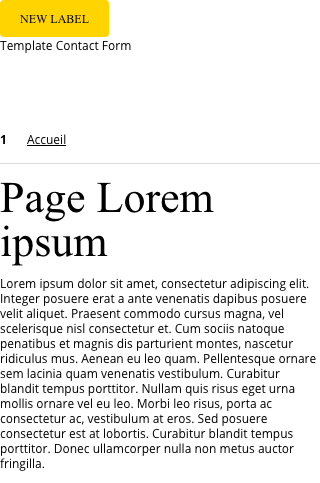 NEW LABEL
Template Contact Form
1 Accueil
Page Lorem
ipsum
Lorem ipsum dolor sit amet, consectetur adipiscing elit.
Integer posuere erat a ante venenatis dapibus posuere
velit aliquet. Praesent commodo cursus magna, vel
scelerisque nisl consectetur et. Cum sociis natoque
penatibus et magnis dis parturient montes, nascetur
ridiculus mus. Aenean eu leo quam. Pellentesque ornare
sem lacinia quam venenatis vestibulum. Curabitur
blandit tempus porttitor. Nullam quis risus eget urna
mollis ornare vel eu leo. Morbi leo risus, porta ac
consectetur ac, vestibulum at eros. Sed posuere
consectetur est at lobortis. Curabitur blandit tempus
porttitor. Donec ullamcorper nulla non metus auctor
fringilla.